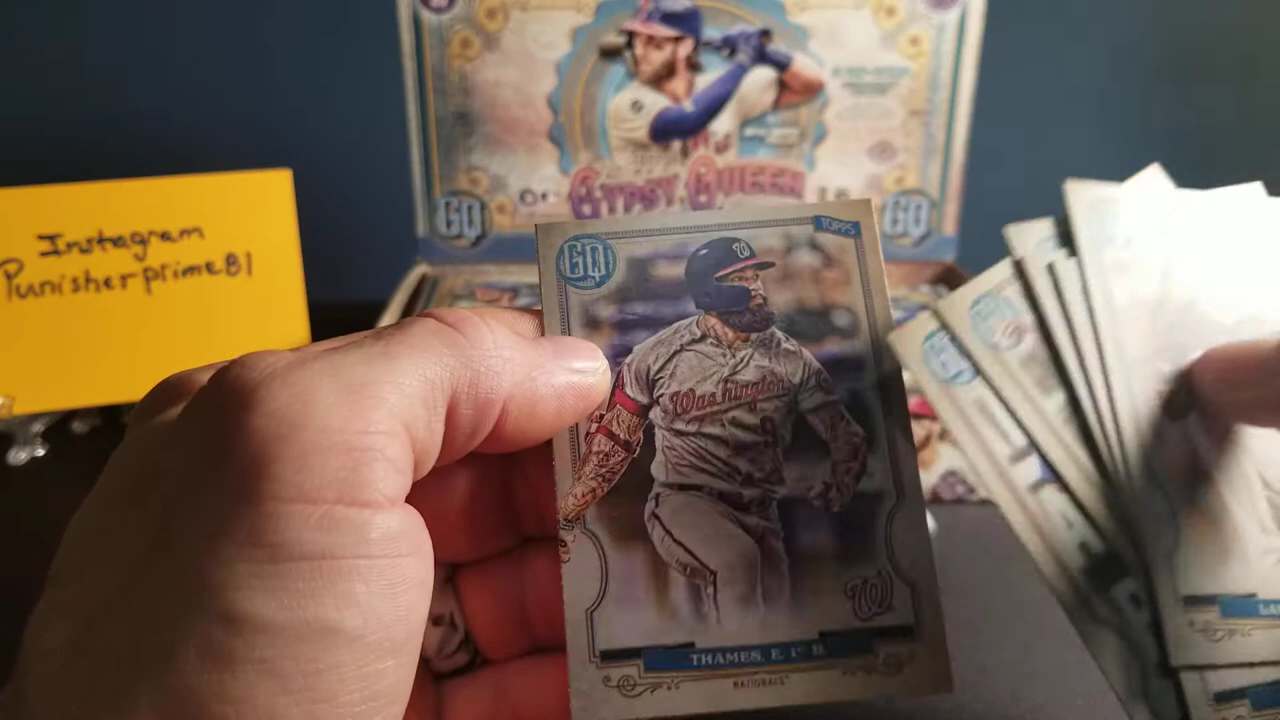 Instagram
Punisherprime81
GYPSY QUEEN
GQ
GQ
GQ
TOPPS
W
Washington
W
THAMES, E. 1ST B.
NATIONALS